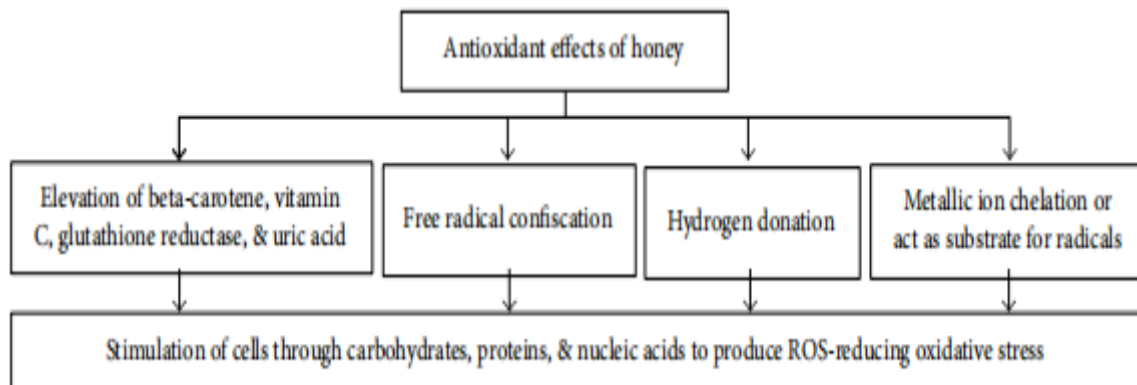 Antioxidant effects of honey
Elevation of beta-carotene, vitamin
C, glutathione reductase, & uric acid
Free radical confiscation
Hydrogen donation
Metallic ion chelation or
act as substrate for radicals
Stimulation of cells through carbohydrates, proteins, & nucleic acids to produce ROS-reducing oxidative stress